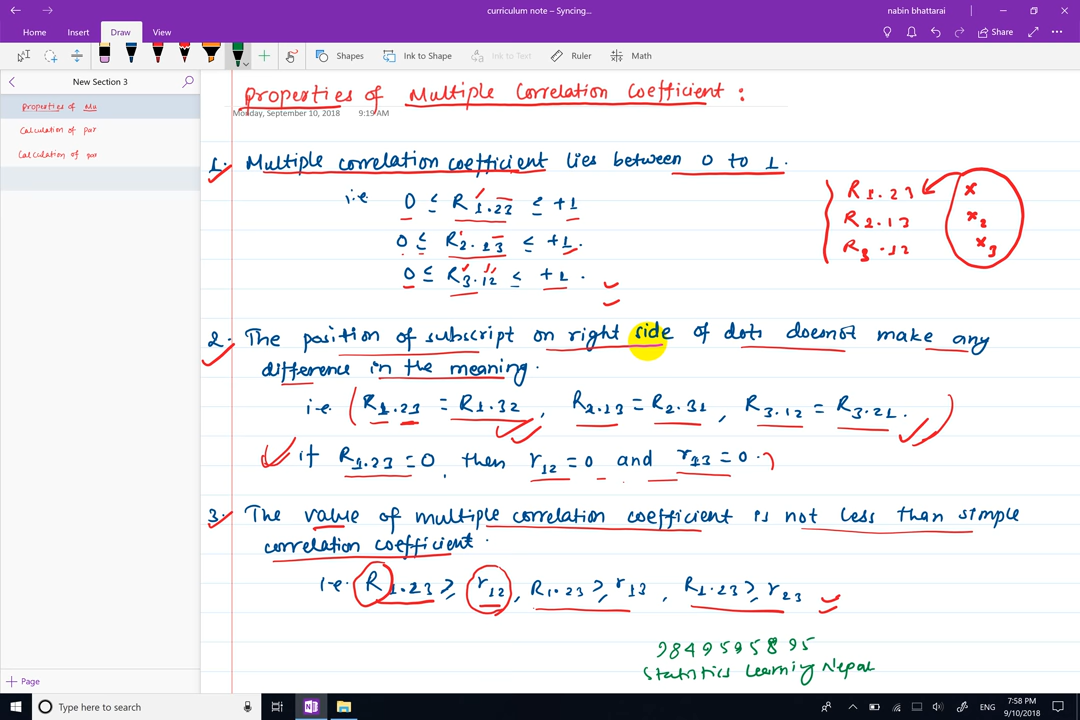 curriculum note – Syncing...
nabin bhattarai
Home Insert Draw View
Share
Shapes
Ink to Shape
Ink to Text
Ruler
Math
New Section 3
Properties of Mu
Calculation of par
Calculation of par
Page
Properties of Multiple Correlation Coefficient :
Monday, September 10, 2018 9:19 AM
1. Multiple correlation coefficient lies between 0 to 1.
i.e 0 ≤ R1.23 ≤ +1
0 ≤ R2.23 ≤ +1.
0 ≤ R3.12 ≤ +1.
R1.23 x
R2.13 x2
R3.12 x3
2. The position of subscript on right side of dots doesnot make any
difference in the meaning.
i.e. (R1.23 = R1.32, R2.13 = R2.31, R3.12 = R3.21.)
if R1.23 = 0, then r12 = 0 and r13 = 0.
3. The value of multiple correlation coefficient is not less than simple
correlation coefficient.
i.e. R1.23 ≥ r12, R1.23 ≥ r13, R1.23 ≥ r23
9849595895
Statistics Learning Nepal
Type here to search
ENG
7:58 PM
9/10/2018